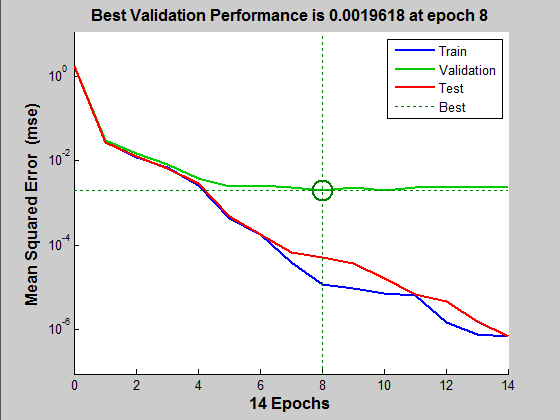 Best Validation Performance is 0.0019618 at epoch 8
Train
Validation
Test
Best
10^0
10^-2
10^-4
10^-6
Mean Squared Error (mse)
0 2 4 6 8 10 12 14
14 Epochs